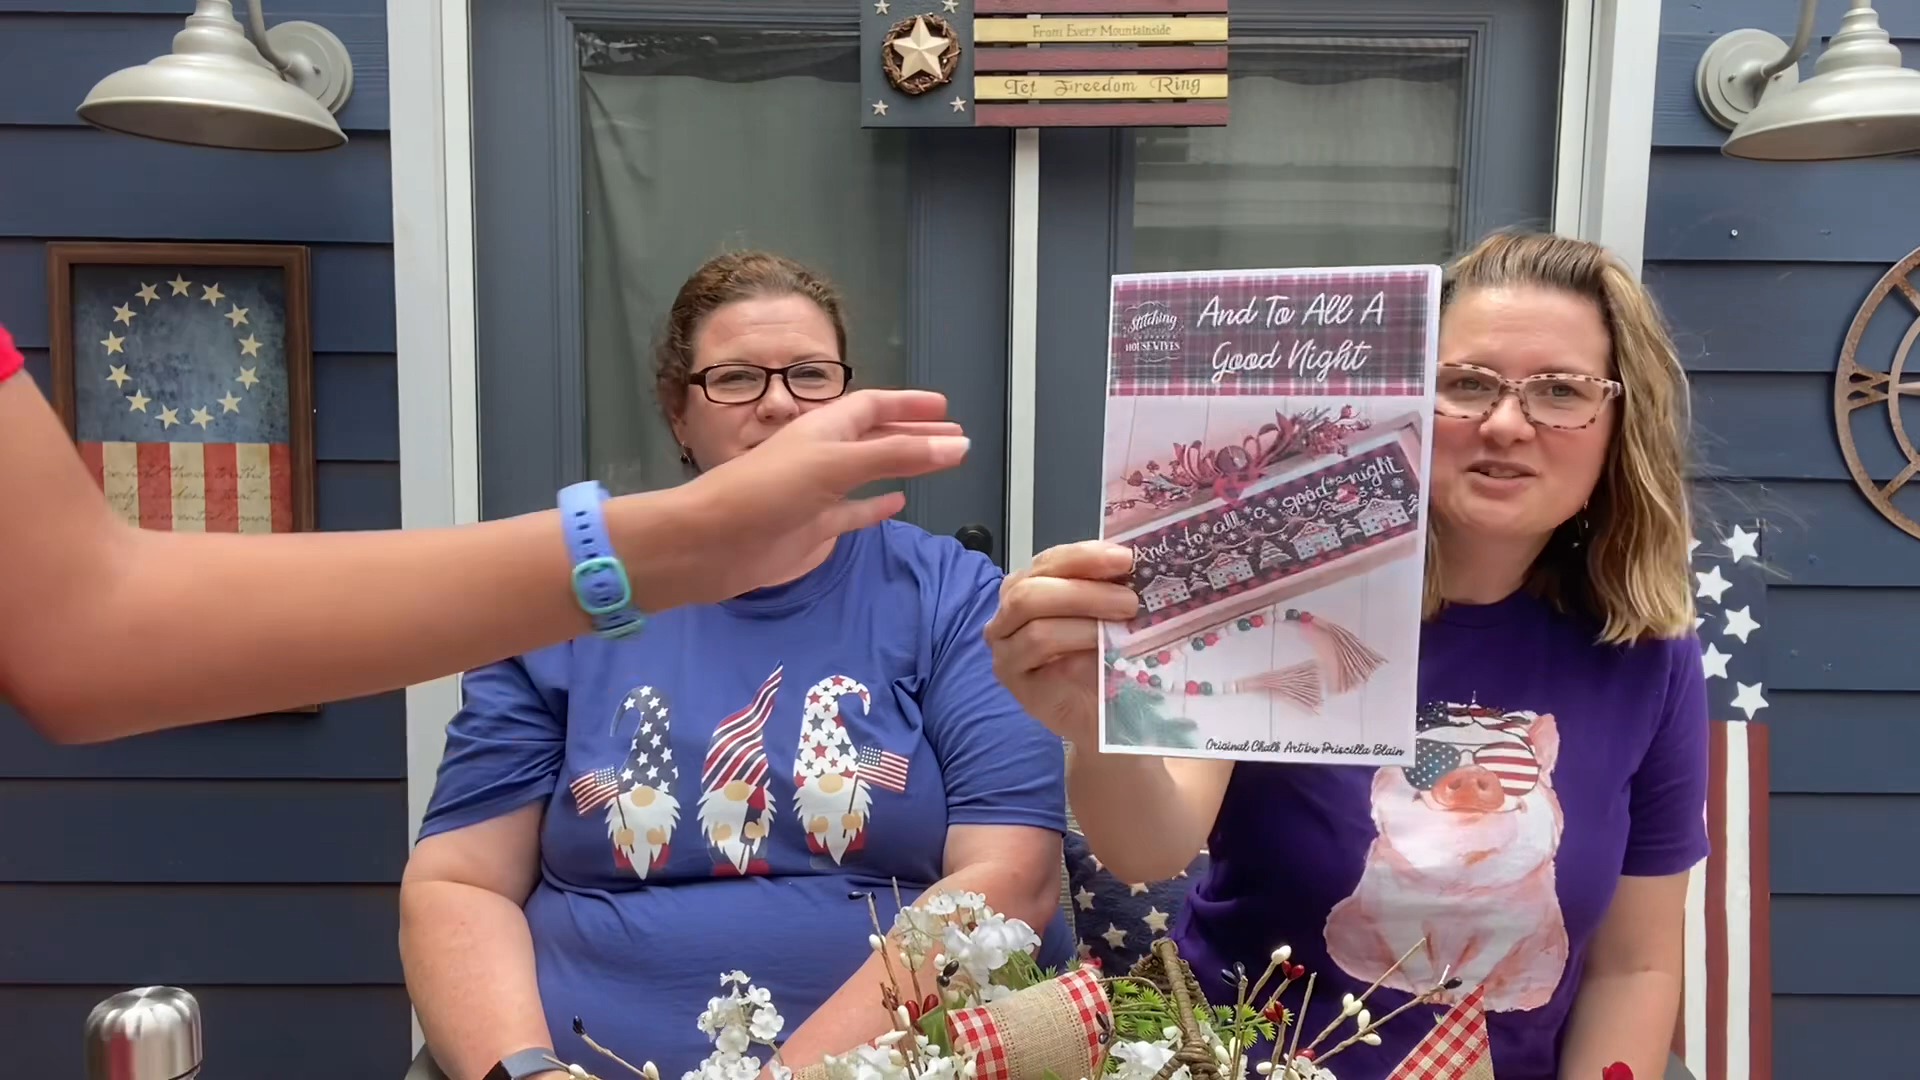 From Every Mountainside
Let Freedom Ring
Stitching
HOUSEWIVES
And To All A
Good Night
And to all a good night
Original Chalk Art by Priscilla Blain